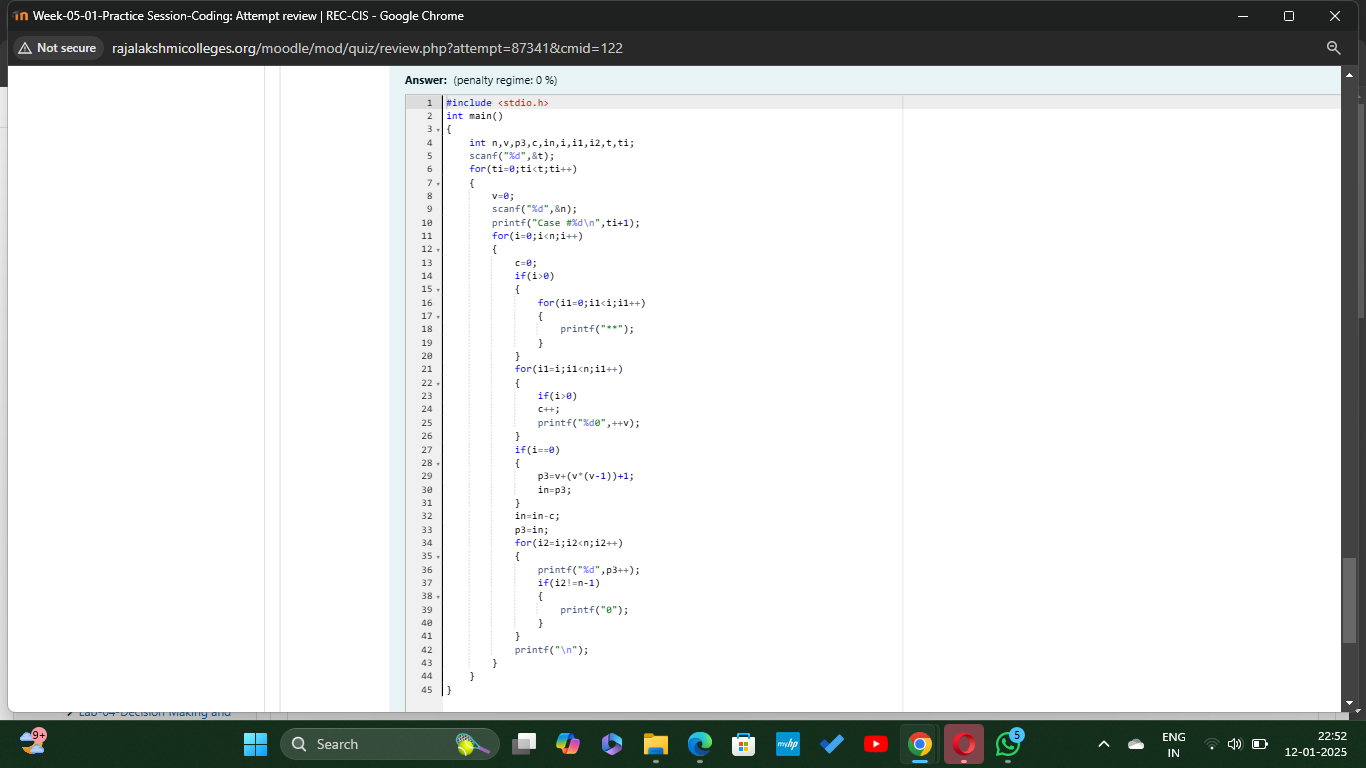 Week-05-01-Practice Session-Coding: Attempt review | REC-CIS - Google Chrome
Not secure rajalakshmicolleges.org/moodle/mod/quiz/review.php?attempt=87341&cmid=122
Answer: (penalty regime: 0 %)
1 #include <stdio.h>
2 int main()
3 {
4 int n,v,p3,c,in,i,i1,i2,t,ti;
5 scanf("%d",&t);
6 for(ti=0;ti<t;ti++)
7 {
8 v=0;
9 scanf("%d",&n);
10 printf("Case #%d\n",ti+1);
11 for(i=0;i<n;i++)
12 {
13 c=0;
14 if(i>0)
15 {
16 for(i1=0;i1<i;i1++)
17 {
18 printf("**");
19 }
20 }
21 for(i1=i;i1<n;i1++)
22 {
23 if(i>0)
24 c++;
25 printf("%d0",++v);
26 }
27 if(i==0)
28 {
29 p3=v+(v*(v-1))+1;
30 in=p3;
31 }
32 in=in-c;
33 p3=in;
34 for(i2=i;i2<n;i2++)
35 {
36 printf("%d",p3++);
37 if(i2!=n-1)
38 {
39 printf("0");
40 }
41 }
42 printf("\n");
43 }
44 }
45 }
Lab-04-Decision Making and
9+
Search
myhp
5
ENG
IN
22:52
12-01-2025